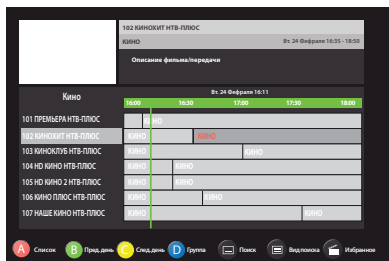 102 КИНОХИТ НТВ-ПЛЮС
КИНО Вт. 24 Февраля 16:35 - 18:50
Описание фильма/передачи
Кино Вт. 24 Февраля 16:11
16:00 16:30 17:00 17:30 18:00
101 ПРЕМЬЕРА НТВ-ПЛЮС КИНО
102 КИНОХИТ НТВ-ПЛЮС КИНО КИНО
103 КИНОКЛУБ НТВ-ПЛЮС КИНО КИНО
104 HD КИНО НТВ-ПЛЮС КИНО КИНО
105 HD КИНО 2 НТВ-ПЛЮС КИНО КИНО
106 КИНО ПЛЮС НТВ-ПЛЮС КИНО КИНО
107 НАШЕ КИНО НТВ-ПЛЮС КИНО КИНО
A Список B Пред.день C След.день D Группа Поиск Вид показа Избранное